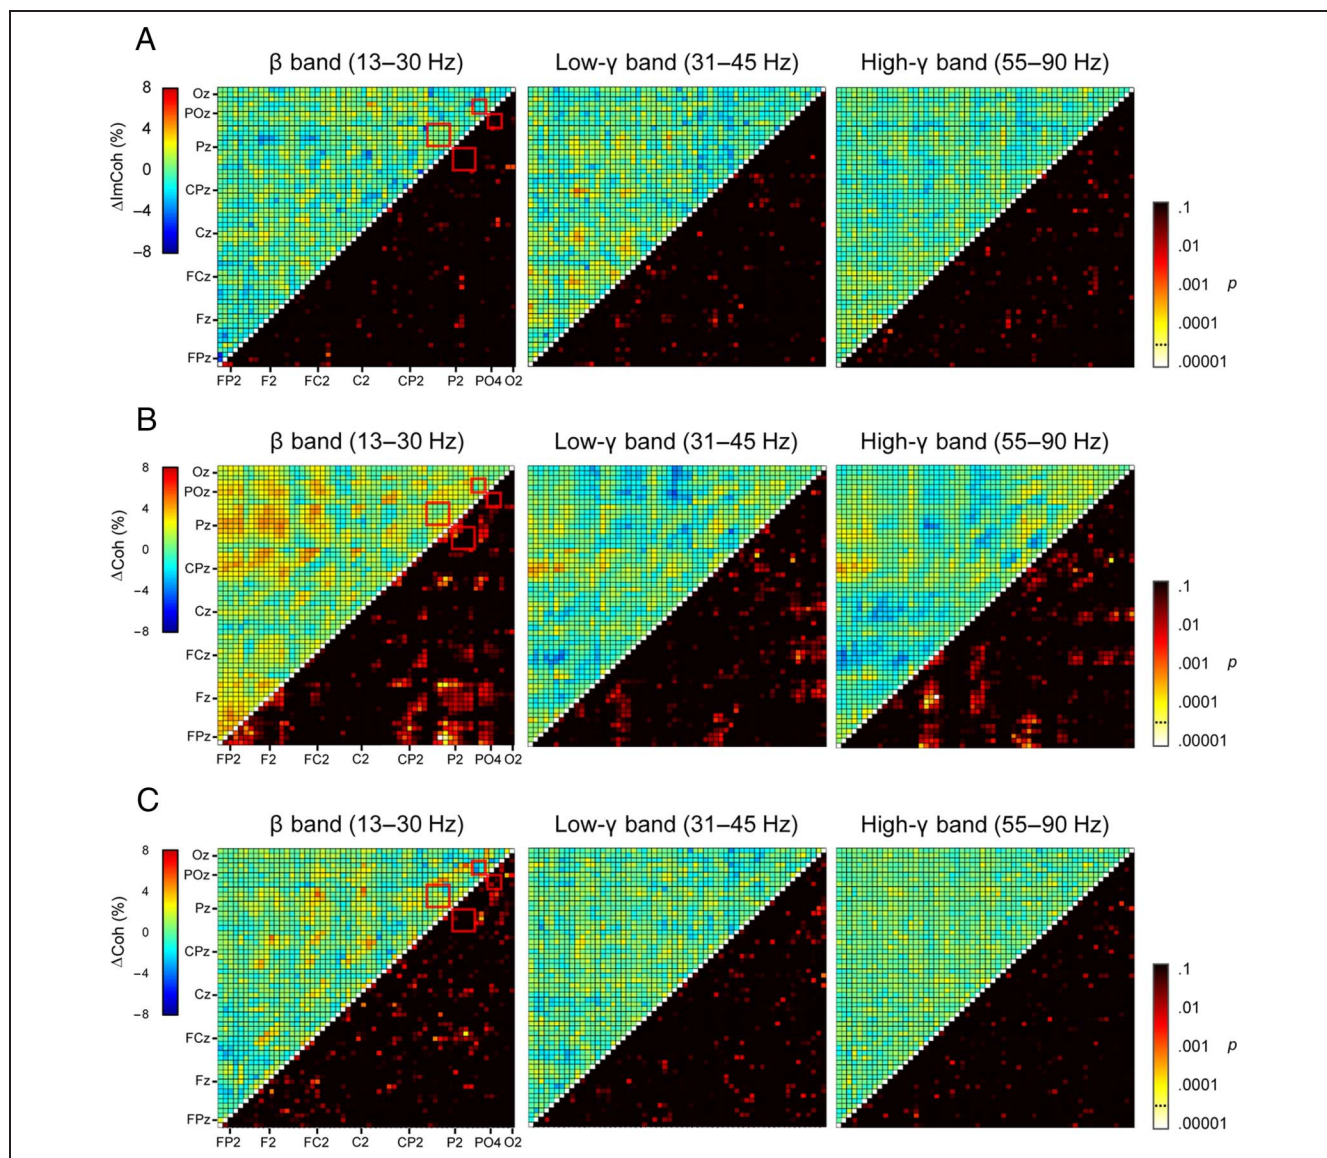 A
β band (13–30 Hz) Low-γ band (31–45 Hz) High-γ band (55–90 Hz)
ΔImCoh (%)
8
4
0
−4
−8
Oz
POz
Pz
CPz
Cz
FCz
Fz
FPz
FP2 F2 FC2 C2 CP2 P2 PO4 O2
.1
.01
.001
.0001
.00001
p
B
β band (13–30 Hz) Low-γ band (31–45 Hz) High-γ band (55–90 Hz)
ΔCoh (%)
8
4
0
−4
−8
Oz
POz
Pz
CPz
Cz
FCz
Fz
FPz
FP2 F2 FC2 C2 CP2 P2 PO4 O2
.1
.01
.001
.0001
.00001
p
C
β band (13–30 Hz) Low-γ band (31–45 Hz) High-γ band (55–90 Hz)
ΔCoh (%)
8
4
0
−4
−8
Oz
POz
Pz
CPz
Cz
FCz
Fz
FPz
FP2 F2 FC2 C2 CP2 P2 PO4 O2
.1
.01
.001
.0001
.00001
p